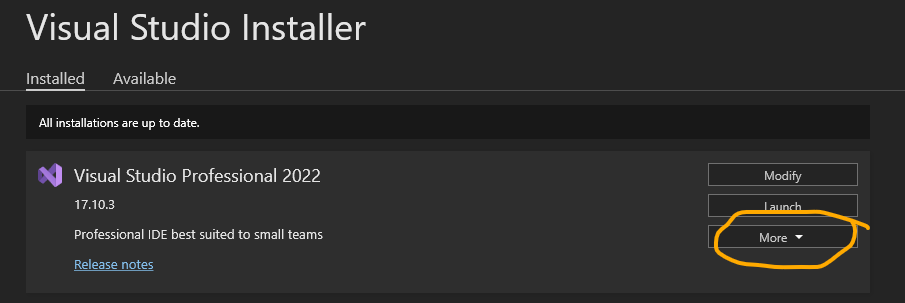 Visual Studio Installer
Installed Available
All installations are up to date.
Visual Studio Professional 2022
Modify
17.10.3
Launch
Professional IDE best suited to small teams
More
Release notes